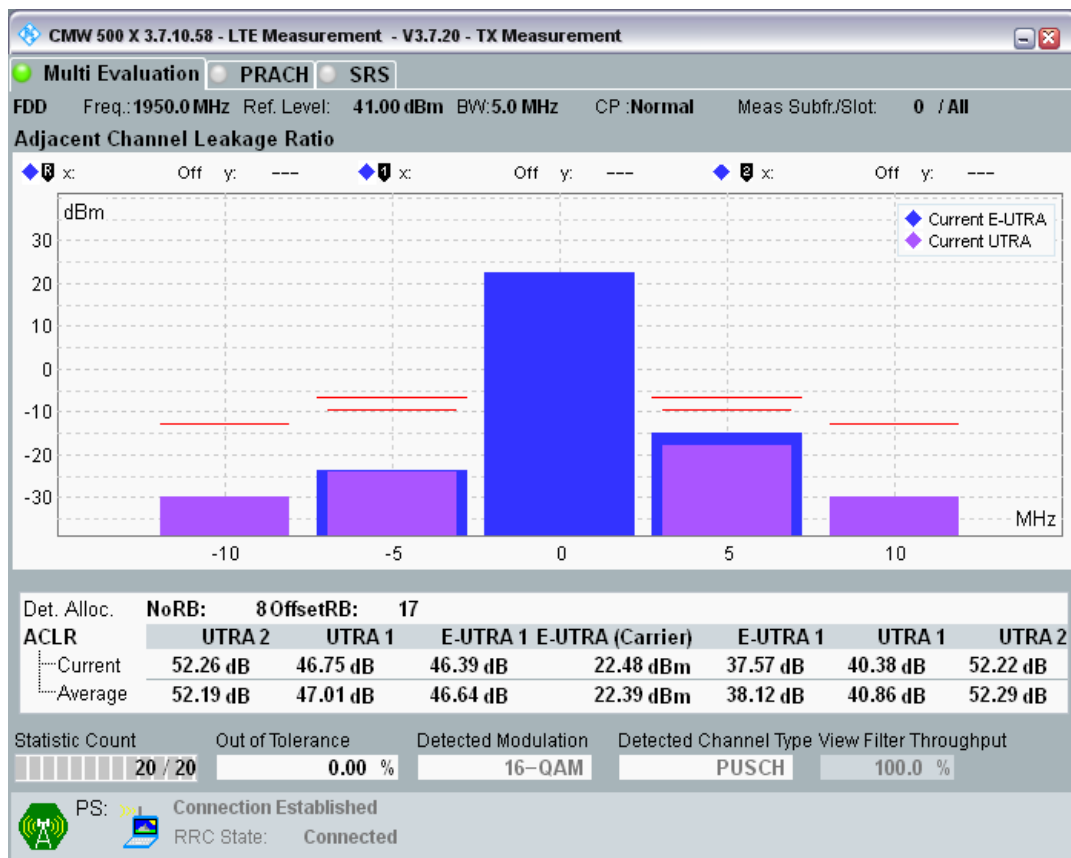 CMW 500 X 3.7.10.58 - LTE Measurement - V3.7.20 - TX Measurement
Multi Evaluation PRACH SRS
FDD Freq.: 1950.0 MHz Ref. Level: 41.00 dBm BW: 5.0 MHz CP : Normal Meas Subfr./Slot: 0 / All
Adjacent Channel Leakage Ratio
R x: Off y: --- 1 x: Off y: --- 2 x: Off y: ---
dBm
Current E-UTRA
Current UTRA
30
20
10
0
-10
-20
-30
MHz
-10 -5 0 5 10
Det. Alloc. NoRB: 8 OffsetRB: 17
ACLR UTRA 2 UTRA 1 E-UTRA 1 E-UTRA (Carrier) E-UTRA 1 UTRA 1 UTRA 2
Current 52.26 dB 46.75 dB 46.39 dB 22.48 dBm 37.57 dB 40.38 dB 52.22 dB
Average 52.19 dB 47.01 dB 46.64 dB 22.39 dBm 38.12 dB 40.86 dB 52.29 dB
Statistic Count Out of Tolerance Detected Modulation Detected Channel Type View Filter Throughput
20 / 20 0.00 % 16-QAM PUSCH 100.0 %
PS: Connection Established
RRC State: Connected